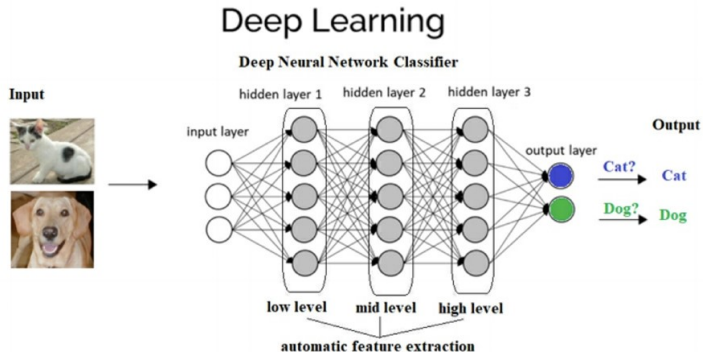 Deep Learning
Deep Neural Network Classifier
Input
hidden layer 1
hidden layer 2
hidden layer 3
input layer
output layer
Output
Cat?
Cat
Dog?
Dog
low level
mid level
high level
automatic feature extraction